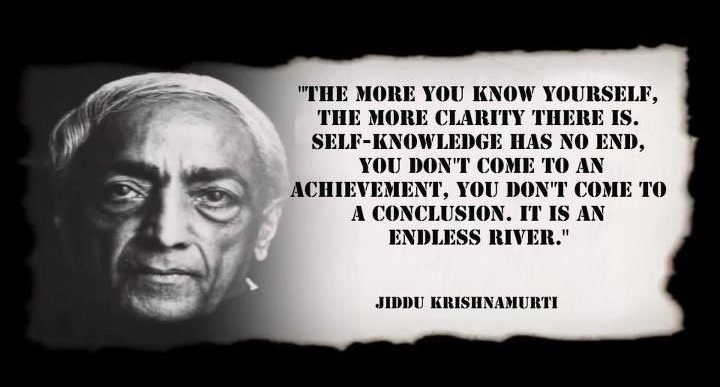 "THE MORE YOU KNOW YOURSELF,
THE MORE CLARITY THERE IS.
SELF-KNOWLEDGE HAS NO END,
YOU DON'T COME TO AN
ACHIEVEMENT, YOU DON'T COME TO
A CONCLUSION. IT IS AN
ENDLESS RIVER."
JIDDU KRISHNAMURTI